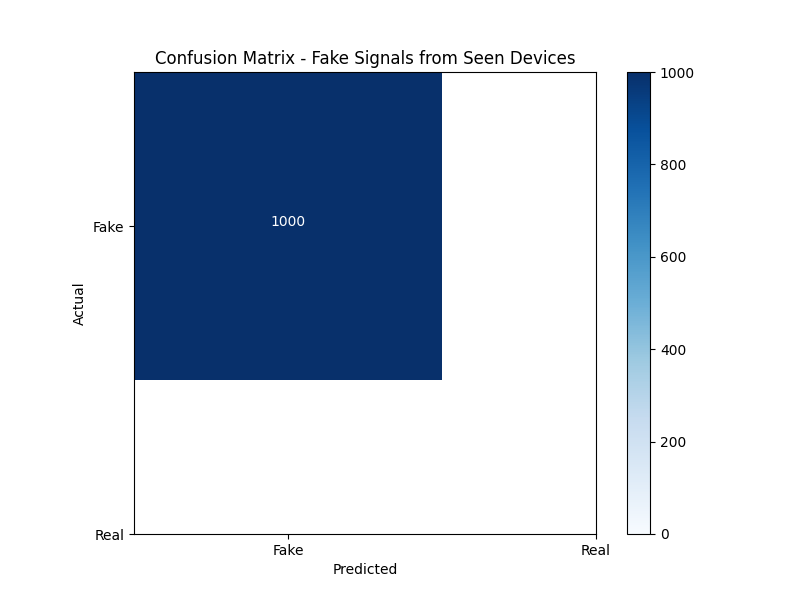 Confusion Matrix - Fake Signals from Seen Devices
1000
Fake
Real
Actual
Fake
Real
Predicted
1000
800
600
400
200
0